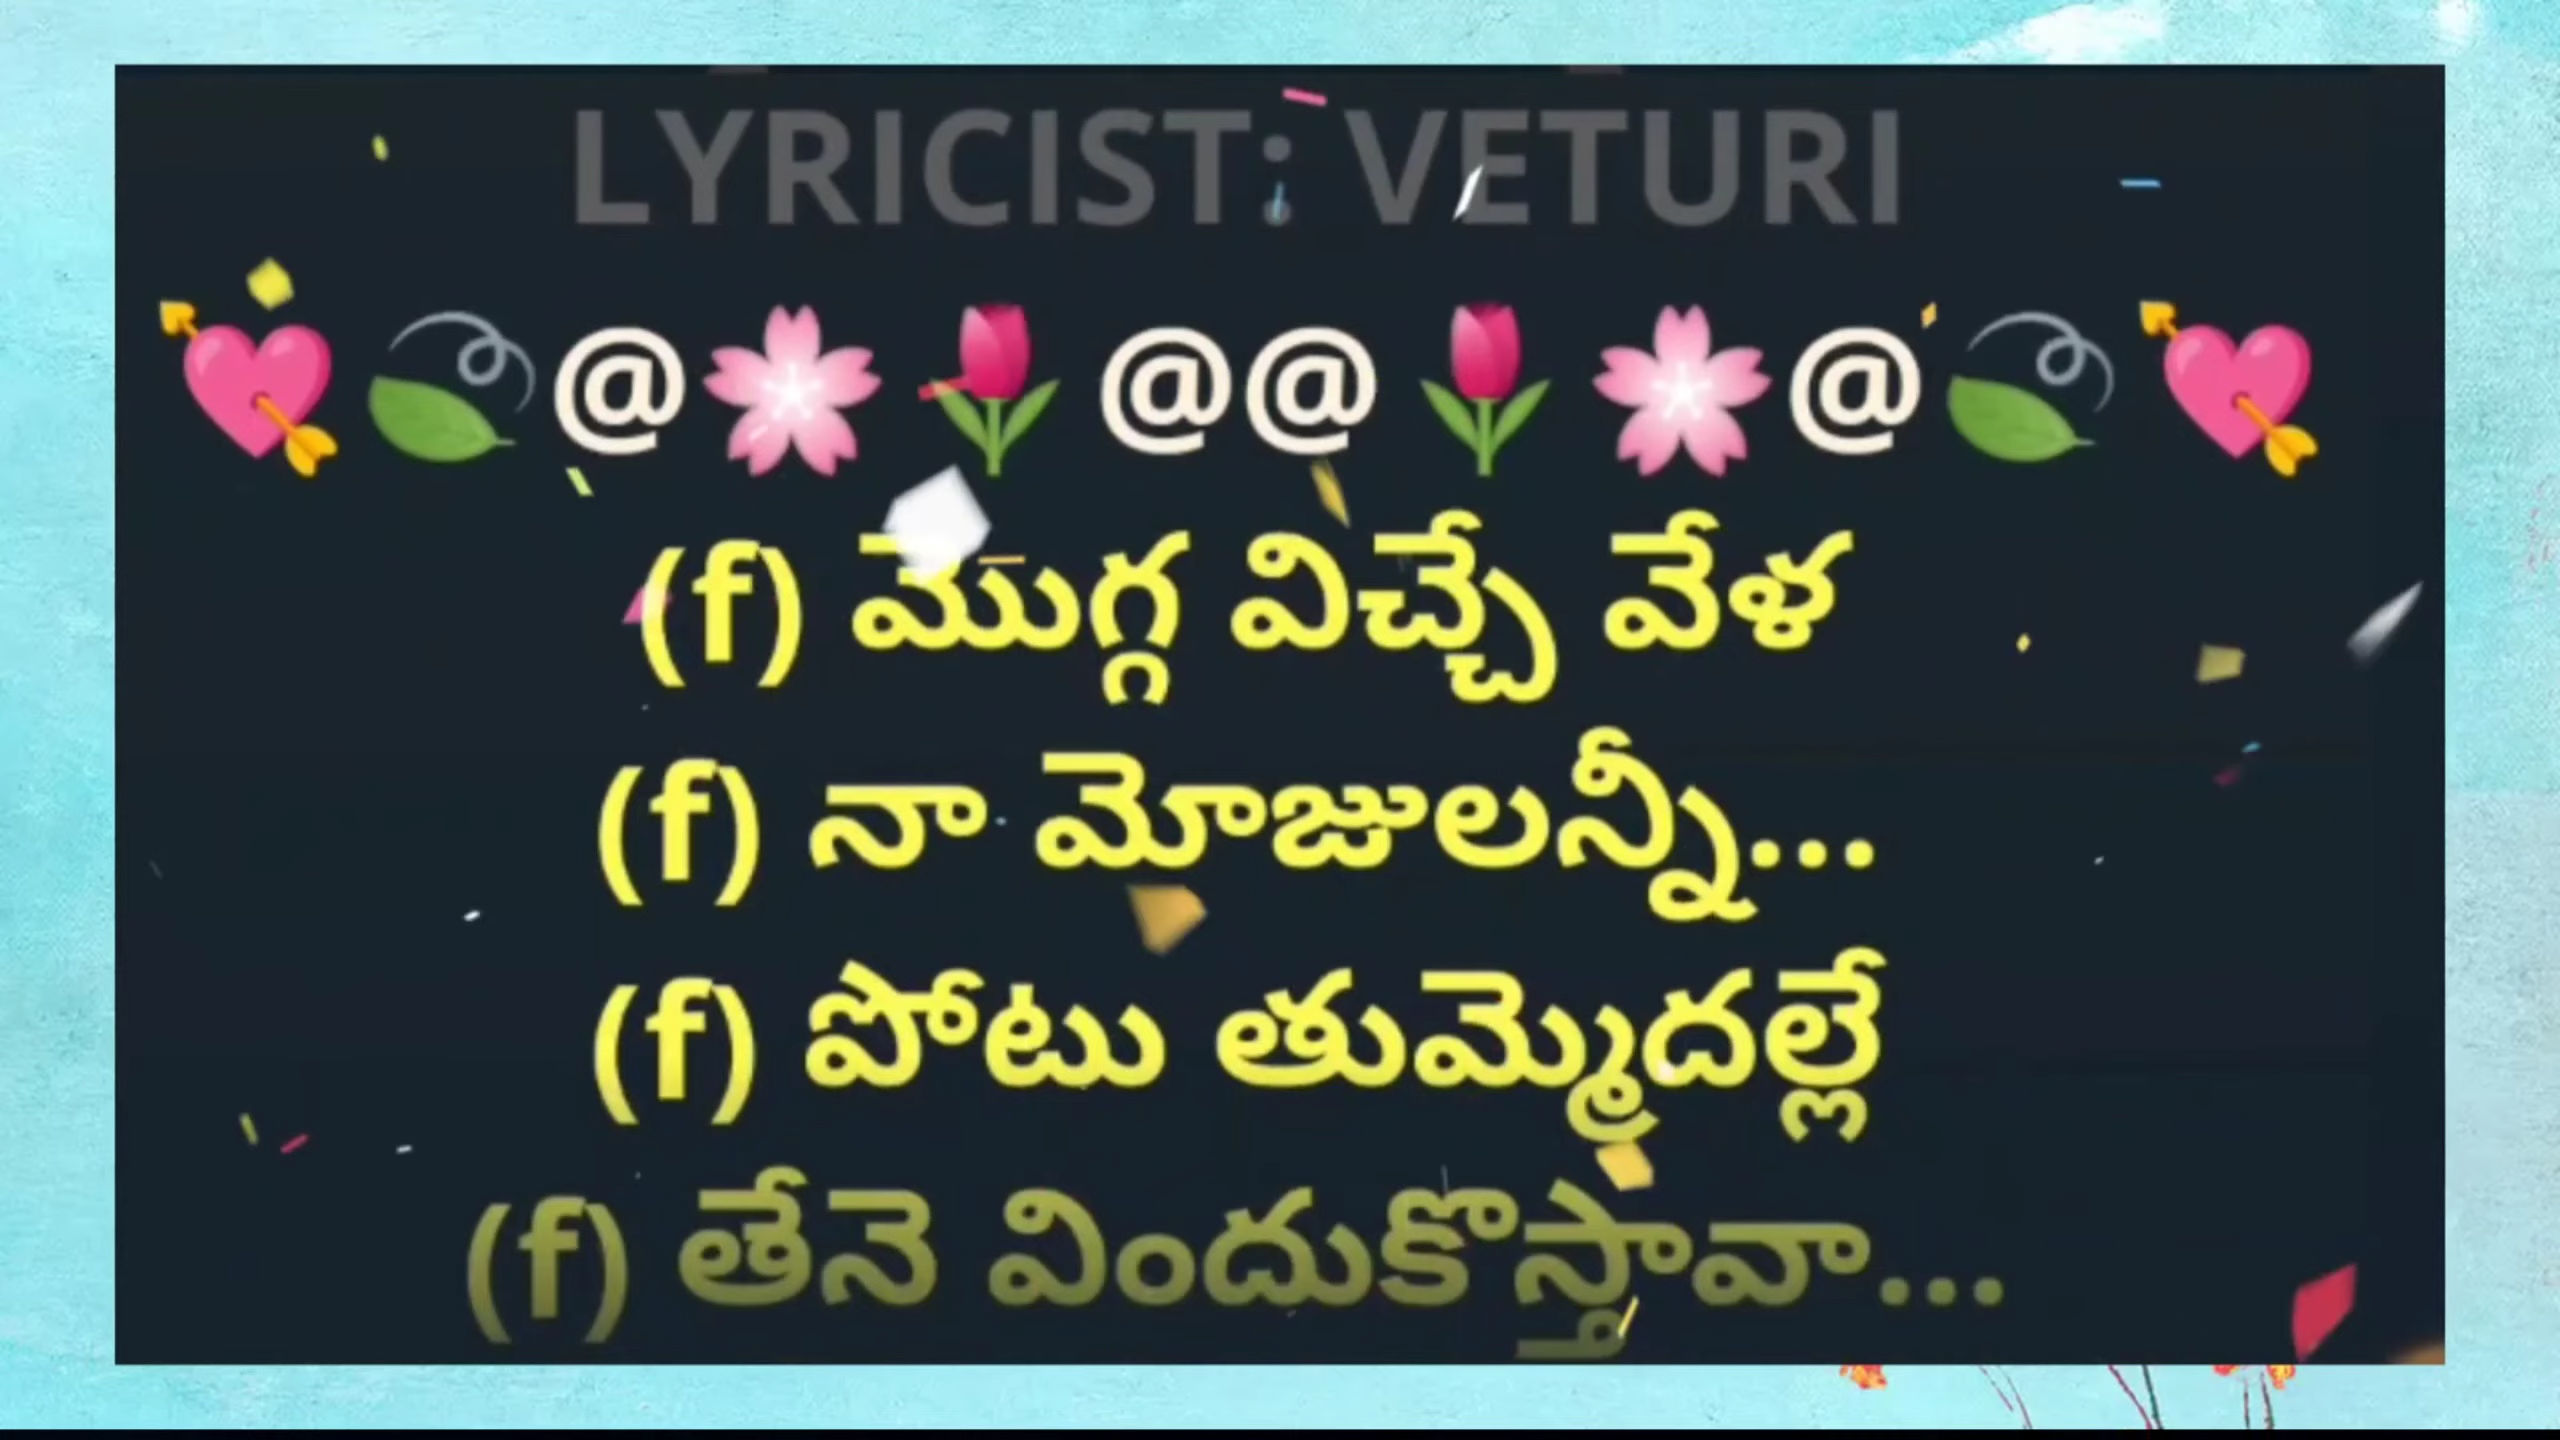 LYRICIST: VETURI
💘🍃@🌸🌷@@🌷🌸@🍃💘
(f) మొగ్గ విచ్చే వేళ
(f) నా మోజులన్నీ...
(f) పోటు తుమ్మెదల్లే
(f) తేనె విందుకొస్తావా...